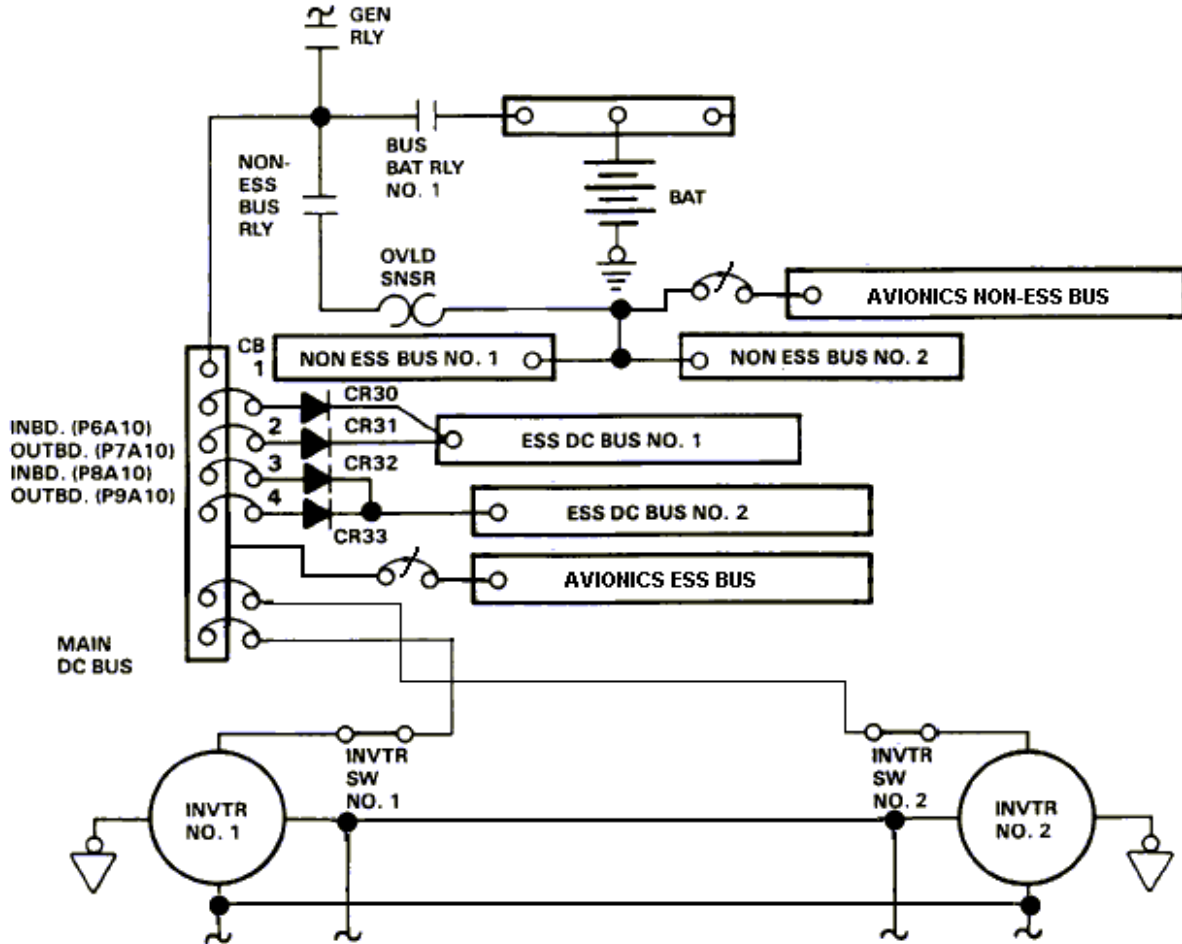 GEN
RLY
BUS
BAT RLY
NO. 1
NON-
ESS
BUS
RLY
BAT
OVLD
SNSR
AVIONICS NON-ESS BUS
CB
1
NON ESS BUS NO. 1
NON ESS BUS NO. 2
CR30
INBD. (P6A10)
2
CR31
ESS DC BUS NO. 1
OUTBD. (P7A10)
3
CR32
INBD. (P8A10)
OUTBD. (P9A10)
4
ESS DC BUS NO. 2
CR33
AVIONICS ESS BUS
MAIN
DC BUS
INVTR
SW
NO. 1
INVTR
SW
NO. 2
INVTR
NO. 1
INVTR
NO. 2